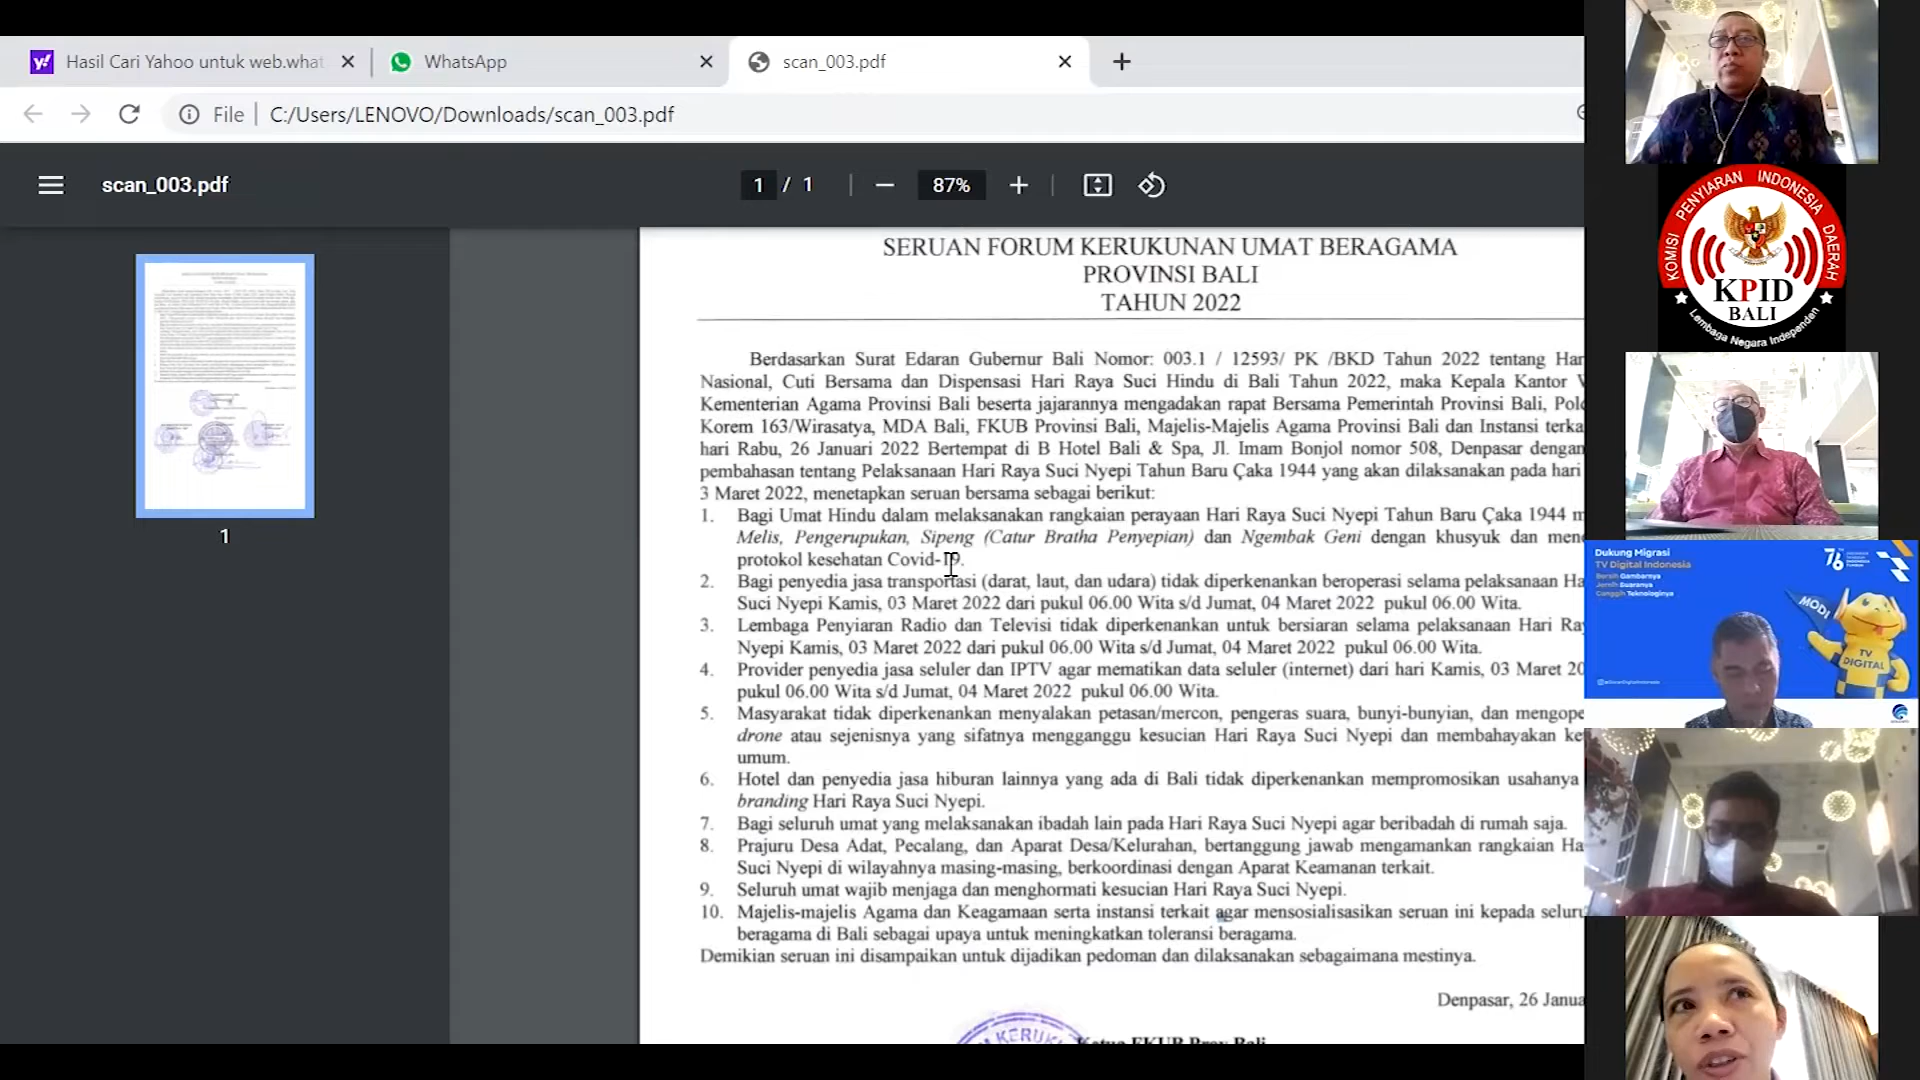 Hasil Cari Yahoo untuk web.what
WhatsApp
scan_003.pdf
File
C:/Users/LENOVO/Downloads/scan_003.pdf
scan_003.pdf
1 / 1
87%
1
SERUAN FORUM KERUKUNAN UMAT BERAGAMA
PROVINSI BALI
TAHUN 2022
Berdasarkan Surat Edaran Gubernur Bali Nomor: 003.1 / 12593/ PK /BKD Tahun 2022 tentang Har
Nasional, Cuti Bersama dan Dispensasi Hari Raya Suci Hindu di Bali Tahun 2022, maka Kepala Kantor
Kementerian Agama Provinsi Bali beserta jajarannya mengadakan rapat Bersama Pemerintah Provinsi Bali, Pol
Korem 163/Wirasatya, MDA Bali, FKUB Provinsi Bali, Majelis-Majelis Agama Provinsi Bali dan Instansi terka
hari Rabu, 26 Januari 2022 Bertempat di B Hotel Bali & Spa, Jl. Imam Bonjol nomor 508, Denpasar dengan
pembahasan tentang Pelaksanaan Hari Raya Suci Nyepi Tahun Baru Çaka 1944 yang akan dilaksanakan pada hari
3 Maret 2022, menetapkan seruan bersama sebagai berikut:
1. Bagi Umat Hindu dalam melaksanakan rangkaian perayaan Hari Raya Suci Nyepi Tahun Baru Çaka 1944 m
Melis, Pengerupukan, Sipeng (Catur Bratha Penyepian) dan Ngembak Geni dengan khusyuk dan men
protokol kesehatan Covid-19.
2. Bagi penyedia jasa transportasi (darat, laut, dan udara) tidak diperkenankan beroperasi selama pelaksanaan Ha
Suci Nyepi Kamis, 03 Maret 2022 dari pukul 06.00 Wita s/d Jumat, 04 Maret 2022 pukul 06.00 Wita.
3. Lembaga Penyiaran Radio dan Televisi tidak diperkenankan untuk bersiaran selama pelaksanaan Hari Ray
Nyepi Kamis, 03 Maret 2022 dari pukul 06.00 Wita s/d Jumat, 04 Maret 2022 pukul 06.00 Wita.
4. Provider penyedia jasa seluler dan IPTV agar mematikan data seluler (internet) dari hari Kamis, 03 Maret 20
pukul 06.00 Wita s/d Jumat, 04 Maret 2022 pukul 06.00 Wita.
5. Masyarakat tidak diperkenankan menyalakan petasan/mercon, pengeras suara, bunyi-bunyian, dan mengope
drone atau sejenisnya yang sifatnya mengganggu kesucian Hari Raya Suci Nyepi dan membahayakan ke
umum.
6. Hotel dan penyedia jasa hiburan lainnya yang ada di Bali tidak diperkenankan mempromosikan usahanya
branding Hari Raya Suci Nyepi.
7. Bagi seluruh umat yang melaksanakan ibadah lain pada Hari Raya Suci Nyepi agar beribadah di rumah saja.
8. Prajuru Desa Adat, Pecalang, dan Aparat Desa/Kelurahan, bertanggung jawab mengamankan rangkaian Ha
Suci Nyepi di wilayahnya masing-masing, berkoordinasi dengan Aparat Keamanan terkait.
9. Seluruh umat wajib menjaga dan menghormati kesucian Hari Raya Suci Nyepi.
10. Majelis-majelis Agama dan Keagamaan serta instansi terkait agar mensosialisasikan seruan ini kepada selur
beragama di Bali sebagai upaya untuk meningkatkan toleransi beragama.
Demikian seruan ini disampaikan untuk dijadikan pedoman dan dilaksanakan sebagaimana mestinya.
Denpasar, 26 Janua
Ketua FKUB Prov Bali
KERUK
KOMISI PENYIARAN INDONESIA DAERAH
KPID
BALI
Lembaga Negara Independen
Dukung Migrasi
TV Digital Indonesia
Bersih Gambarnya
Jernih Suaranya
Canggih Teknologinya
76
MODI
TV
DIGITAL